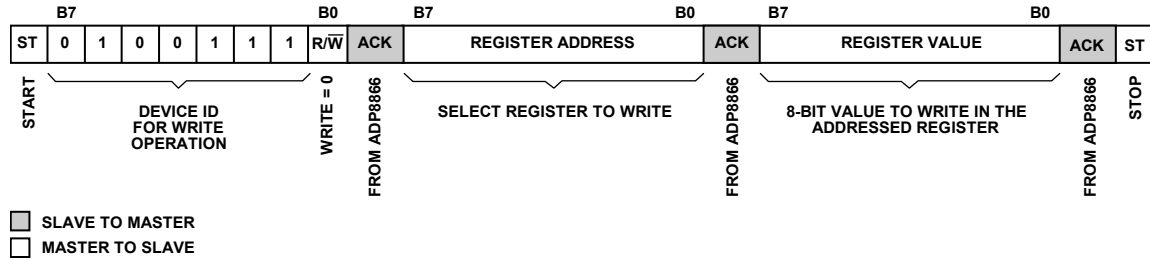 B7 B0 B7 B0 B7 B0
ST 0 1 0 0 1 1 1 R/W̅ ACK REGISTER ADDRESS ACK REGISTER VALUE ACK ST
START
DEVICE ID
FOR WRITE
OPERATION
WRITE = 0
FROM ADP8866
SELECT REGISTER TO WRITE
FROM ADP8866
8-BIT VALUE TO WRITE IN THE
ADDRESSED REGISTER
FROM ADP8866
STOP
SLAVE TO MASTER
MASTER TO SLAVE